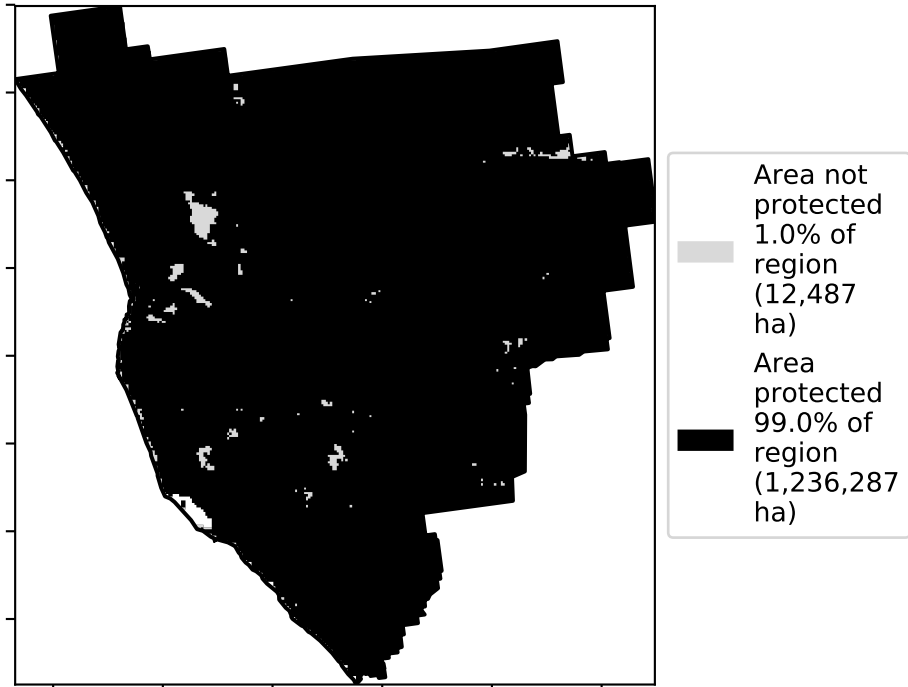 Area not
protected
1.0% of
region
(12,487
ha)
Area
protected
99.0% of
region
(1,236,287
ha)